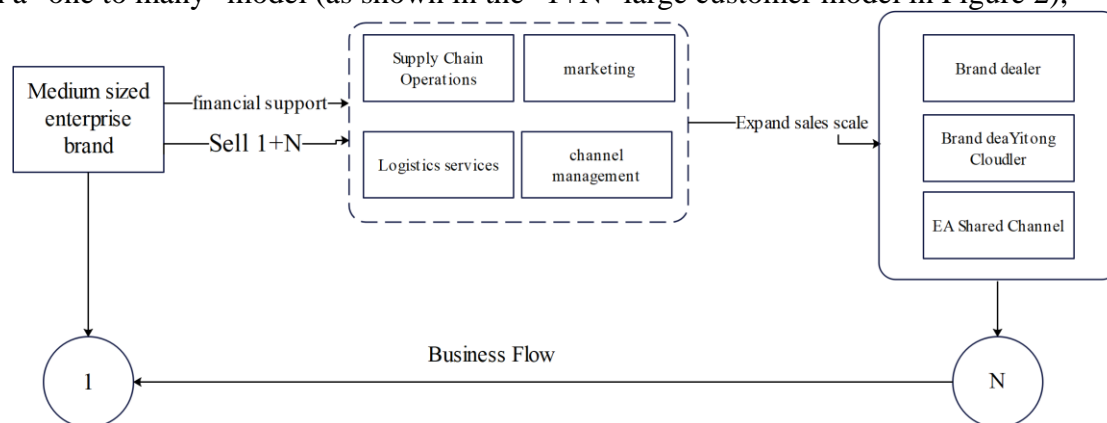 a "one to many" model (as shown in the "1+N" large customer model in Figure 2),
Medium sized
enterprise
brand
financial support
Sell 1+N
Supply Chain
Operations
marketing
Logistics services
channel
management
Expand sales scale
Brand dealer
Brand deaYitong
Cloudler
EA Shared Channel
Business Flow
1
N